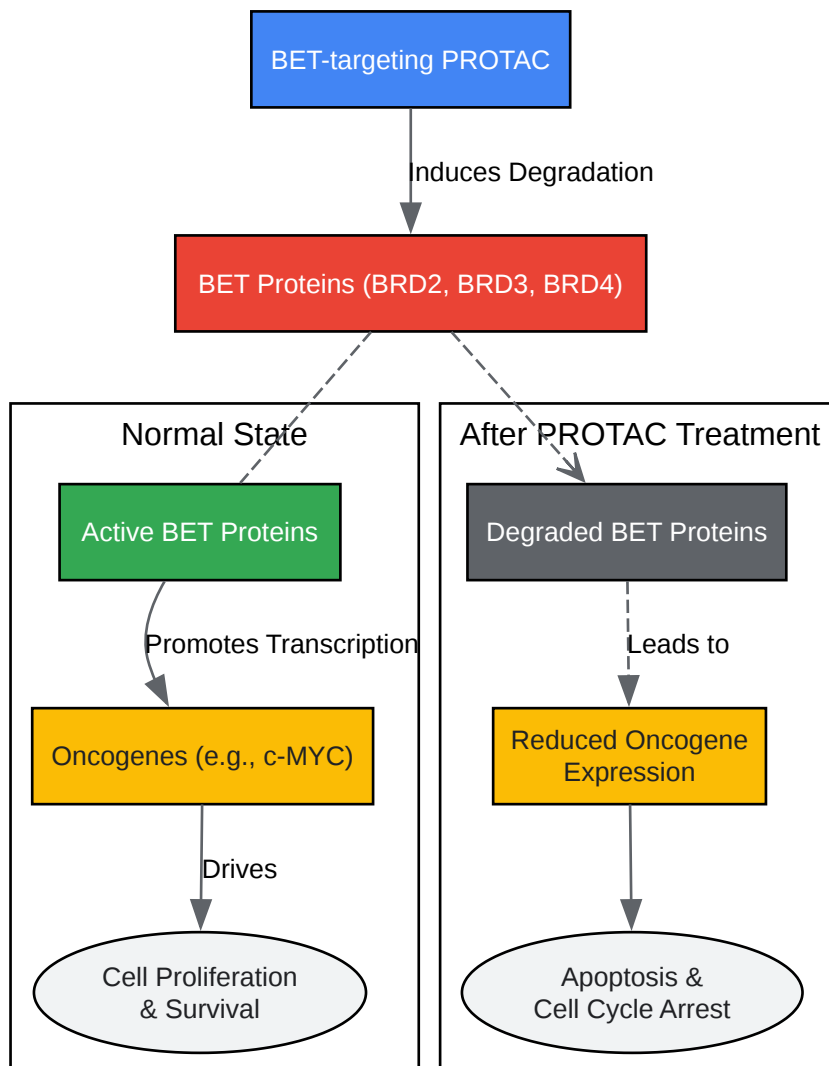 BET-targeting PROTAC
Induces Degradation
BET Proteins (BRD2, BRD3, BRD4)
Normal State
Active BET Proteins
Promotes Transcription
Oncogenes (e.g., c-MYC)
Drives
Cell Proliferation
& Survival
After PROTAC Treatment
Degraded BET Proteins
Leads to
Reduced Oncogene
Expression
Apoptosis &
Cell Cycle Arrest